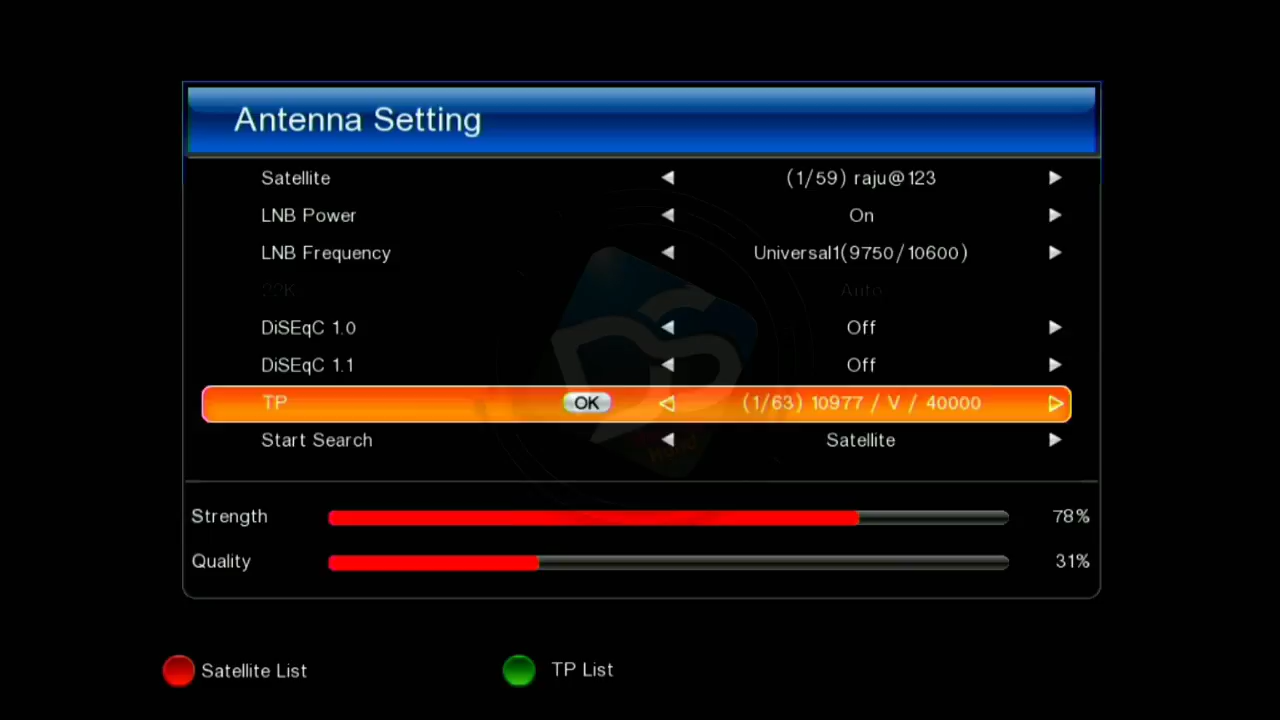 Antenna Setting
Satellite (1/59) raju@123
LNB Power On
LNB Frequency Universal1(9750/10600)
22K Auto
DiSEqC 1.0 Off
DiSEqC 1.1 Off
TP OK (1/63) 10977 / V / 40000
Start Search Satellite
Strength 78%
Quality 31%
Satellite List TP List